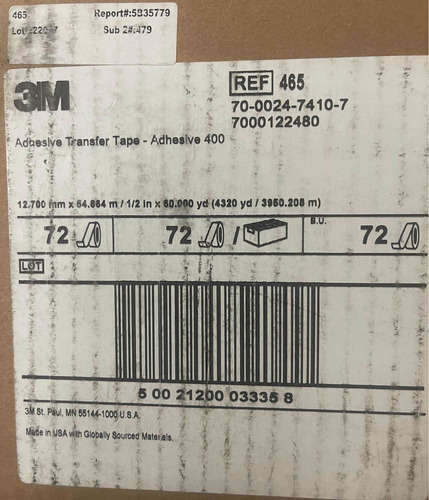 465
Report#:5B35779
Sub 2#:479
3M
REF 465
70-0024-7410-7
7000122480
Adhesive Transfer Tape - Adhesive 400
12.700 mm x 54.864 m / 1/2 in x 60.000 yd (4320 yd / 3950.208 m)
B.U.
72 72 / 72
LOT
5 00 21200 03335 8
3M St. Paul, MN 55144-1000 U.S.A.
Made in USA with Globally Sourced Materials.